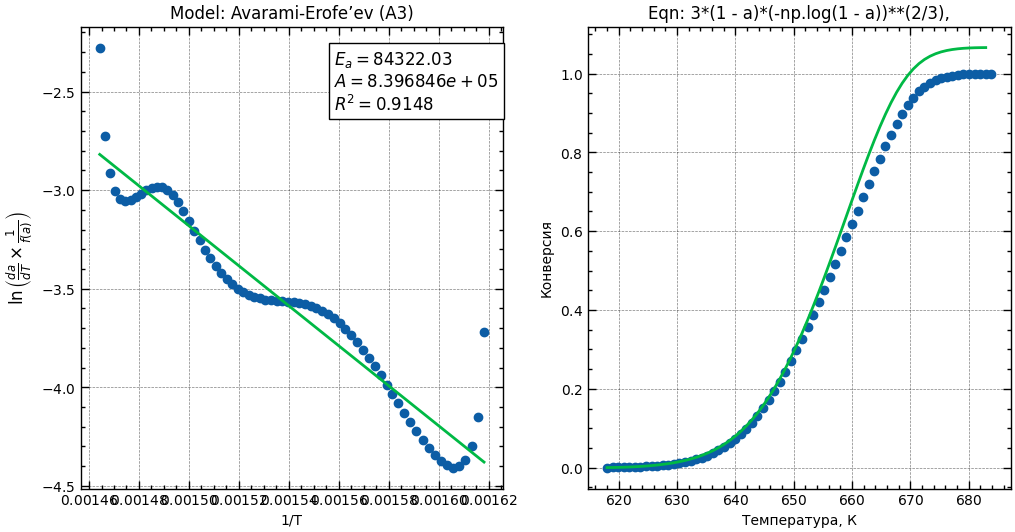 Model: Avarami-Erofe’ev (A3)
E_a = 84322.03
A = 8.396846e + 05
R² = 0.9148
−2.5
−3.0
−3.5
−4.0
−4.5
ln (da/dT × 1/f(a))
0.00146 0.00148 0.00150 0.00152 0.00154 0.00156 0.00158 0.00160 0.00162
1/T
Eqn: 3*(1 - a)*(-np.log(1 - a))**(2/3),
1.0
0.8
0.6
0.4
0.2
0.0
Конверсия
620 630 640 650 660 670 680
Температура, К